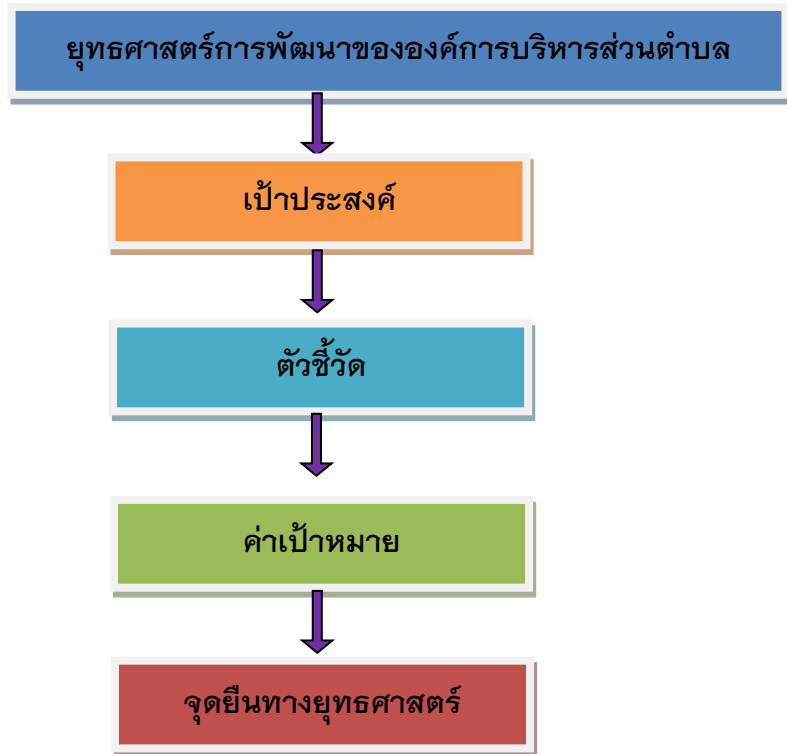 ยุทธศาสตร์การพัฒนาขององค์การบริหารส่วนตำบล
เป้าประสงค์
ตัวชี้วัด
ค่าเป้าหมาย
จุดยืนทางยุทธศาสตร์